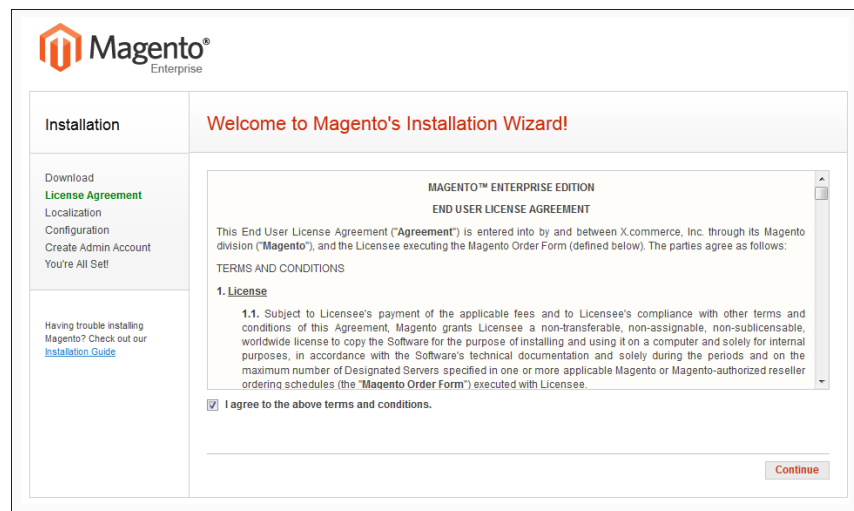 Magento®
Enterprise
Installation
Welcome to Magento's Installation Wizard!
Download
License Agreement
Localization
Configuration
Create Admin Account
You're All Set!
Having trouble installing
Magento? Check out our
Installation Guide
MAGENTO™ ENTERPRISE EDITION
END USER LICENSE AGREEMENT
This End User License Agreement ("Agreement") is entered into by and between X.commerce, Inc. through its Magento
division ("Magento"), and the Licensee executing the Magento Order Form (defined below). The parties agree as follows:
TERMS AND CONDITIONS
1. License
1.1. Subject to Licensee's payment of the applicable fees and to Licensee's compliance with other terms and
conditions of this Agreement, Magento grants Licensee a non-transferable, non-assignable, non-sublicensable,
worldwide license to copy the Software for the purpose of installing and using it on a computer and solely for internal
purposes, in accordance with the Software's technical documentation and solely during the periods and on the
maximum number of Designated Servers specified in one or more applicable Magento or Magento-authorized reseller
ordering schedules (the "Magento Order Form") executed with Licensee.
I agree to the above terms and conditions.
Continue